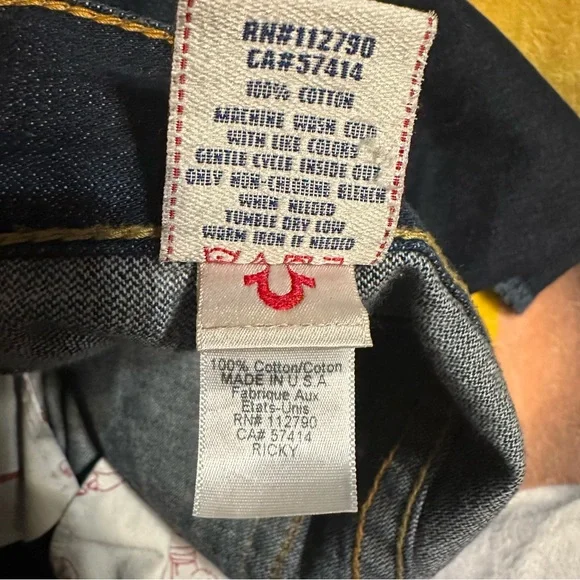 RN#112790
CA#57414
100% COTTON
MACHINE WASH COLD
WITH LIKE COLORS
GENTLE CYCLE INSIDE OUT
ONLY NON-CHLORINE BLEACH
WHEN NEEDED
TUMBLE DRY LOW
WARM IRON IF NEEDED
100% Cotton/Coton
MADE IN U S A
Fabrique Aux
Etats-Unis
RN# 112790
CA# 57414
RICKY